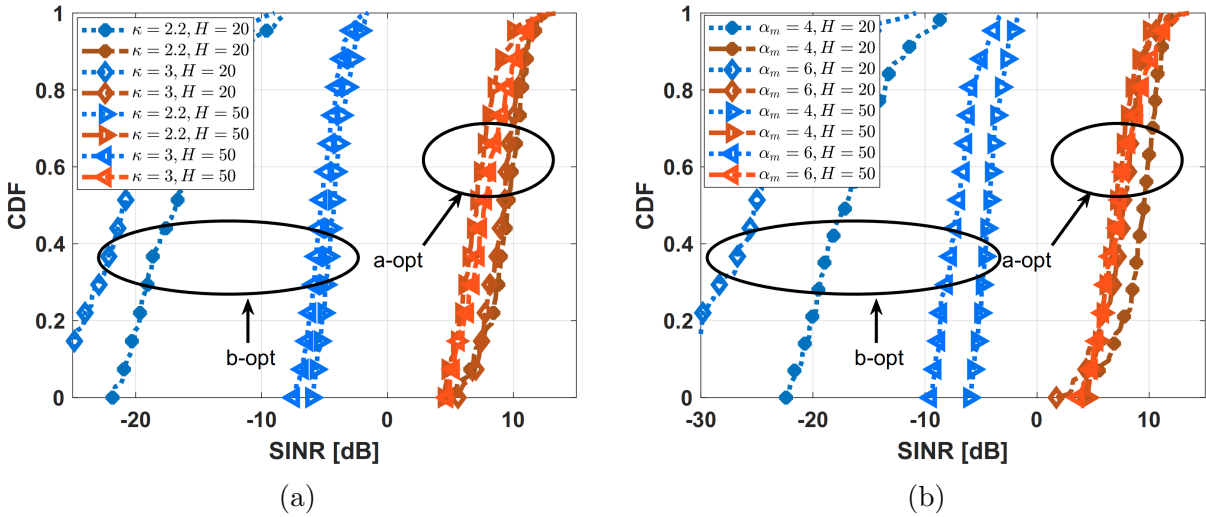 1
0.8
0.6
0.4
0.2
0
CDF
κ = 2.2, H = 20
κ = 2.2, H = 20
κ = 3, H = 20
κ = 3, H = 20
κ = 2.2, H = 50
κ = 2.2, H = 50
κ = 3, H = 50
κ = 3, H = 50
a-opt
b-opt
-20
-10
0
10
SINR [dB]
(a)
1
0.8
0.6
0.4
0.2
0
CDF
α_m = 4, H = 20
α_m = 4, H = 20
α_m = 6, H = 20
α_m = 6, H = 20
α_m = 4, H = 50
α_m = 4, H = 50
α_m = 6, H = 50
α_m = 6, H = 50
a-opt
b-opt
-30
-20
-10
0
10
SINR [dB]
(b)